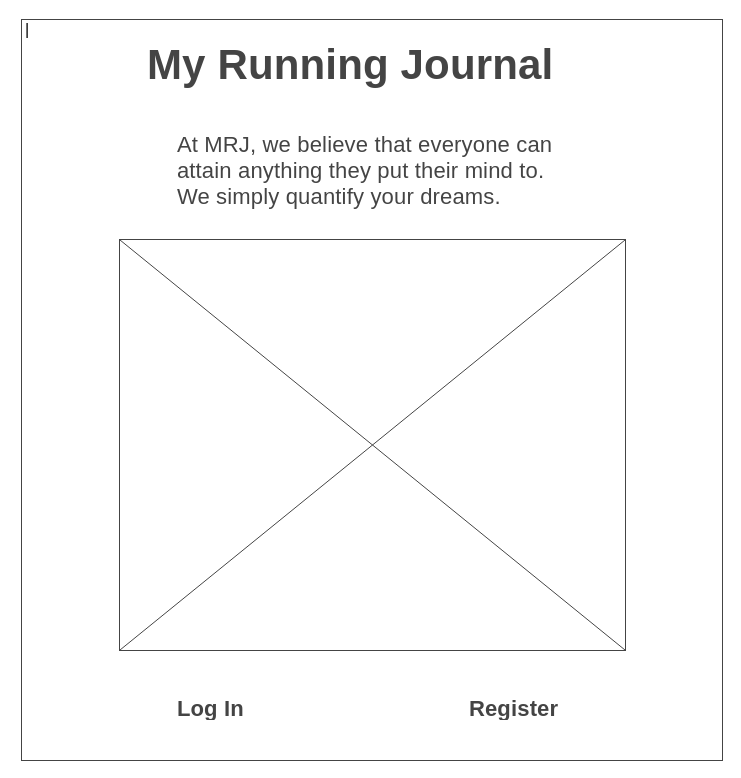 My Running Journal
At MRJ, we believe that everyone can
attain anything they put their mind to.
We simply quantify your dreams.
Log In
Register